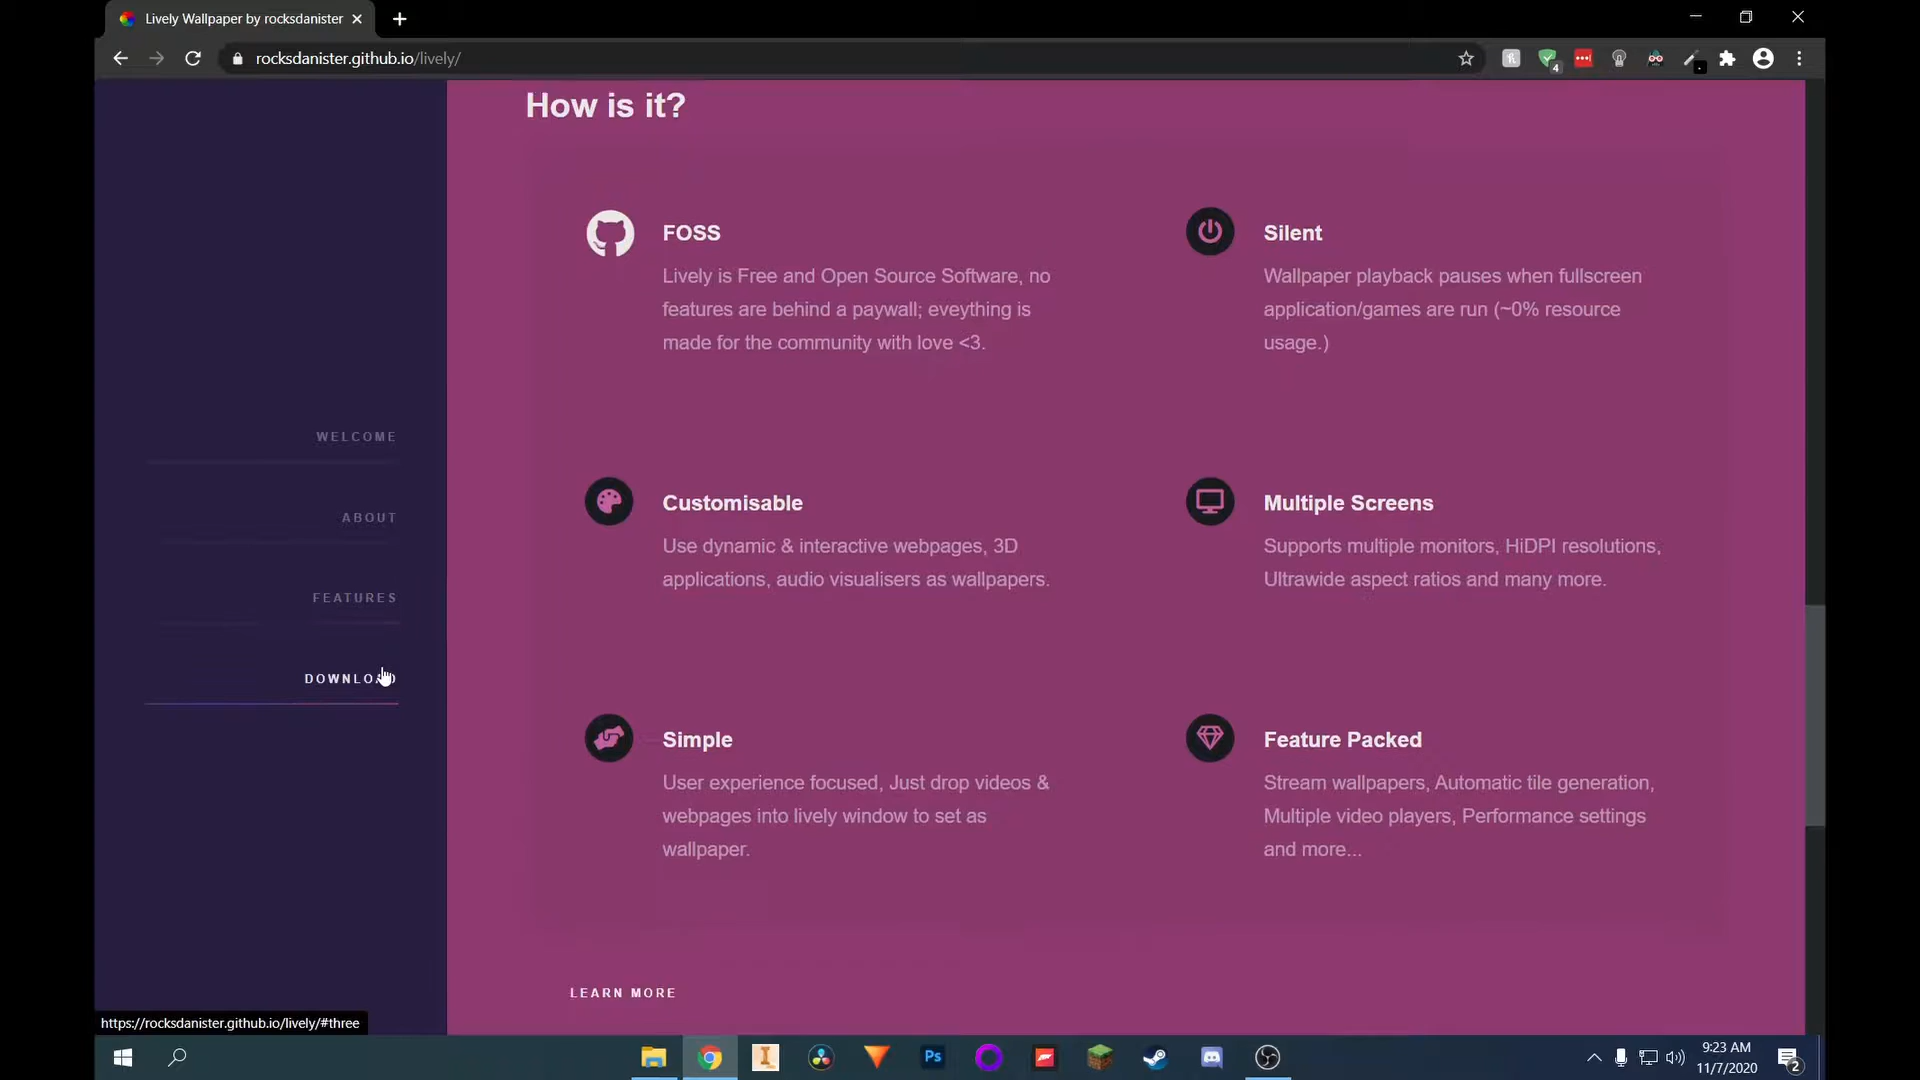 Lively Wallpaper by rocksdanister
rocksdanister.github.io/lively/
4
How is it?
FOSS
Lively is Free and Open Source Software, no
features are behind a paywall; eveything is
made for the community with love <3.
Silent
Wallpaper playback pauses when fullscreen
application/games are run (~0% resource
usage.)
WELCOME
ABOUT
FEATURES
DOWNLOAD
Customisable
Use dynamic & interactive webpages, 3D
applications, audio visualisers as wallpapers.
Multiple Screens
Supports multiple monitors, HiDPI resolutions,
Ultrawide aspect ratios and many more.
Simple
User experience focused, Just drop videos &
webpages into lively window to set as
wallpaper.
Feature Packed
Stream wallpapers, Automatic tile generation,
Multiple video players, Performance settings
and more...
LEARN MORE
https://rocksdanister.github.io/lively/#three
I
Ps
9:23 AM
11/7/2020
2